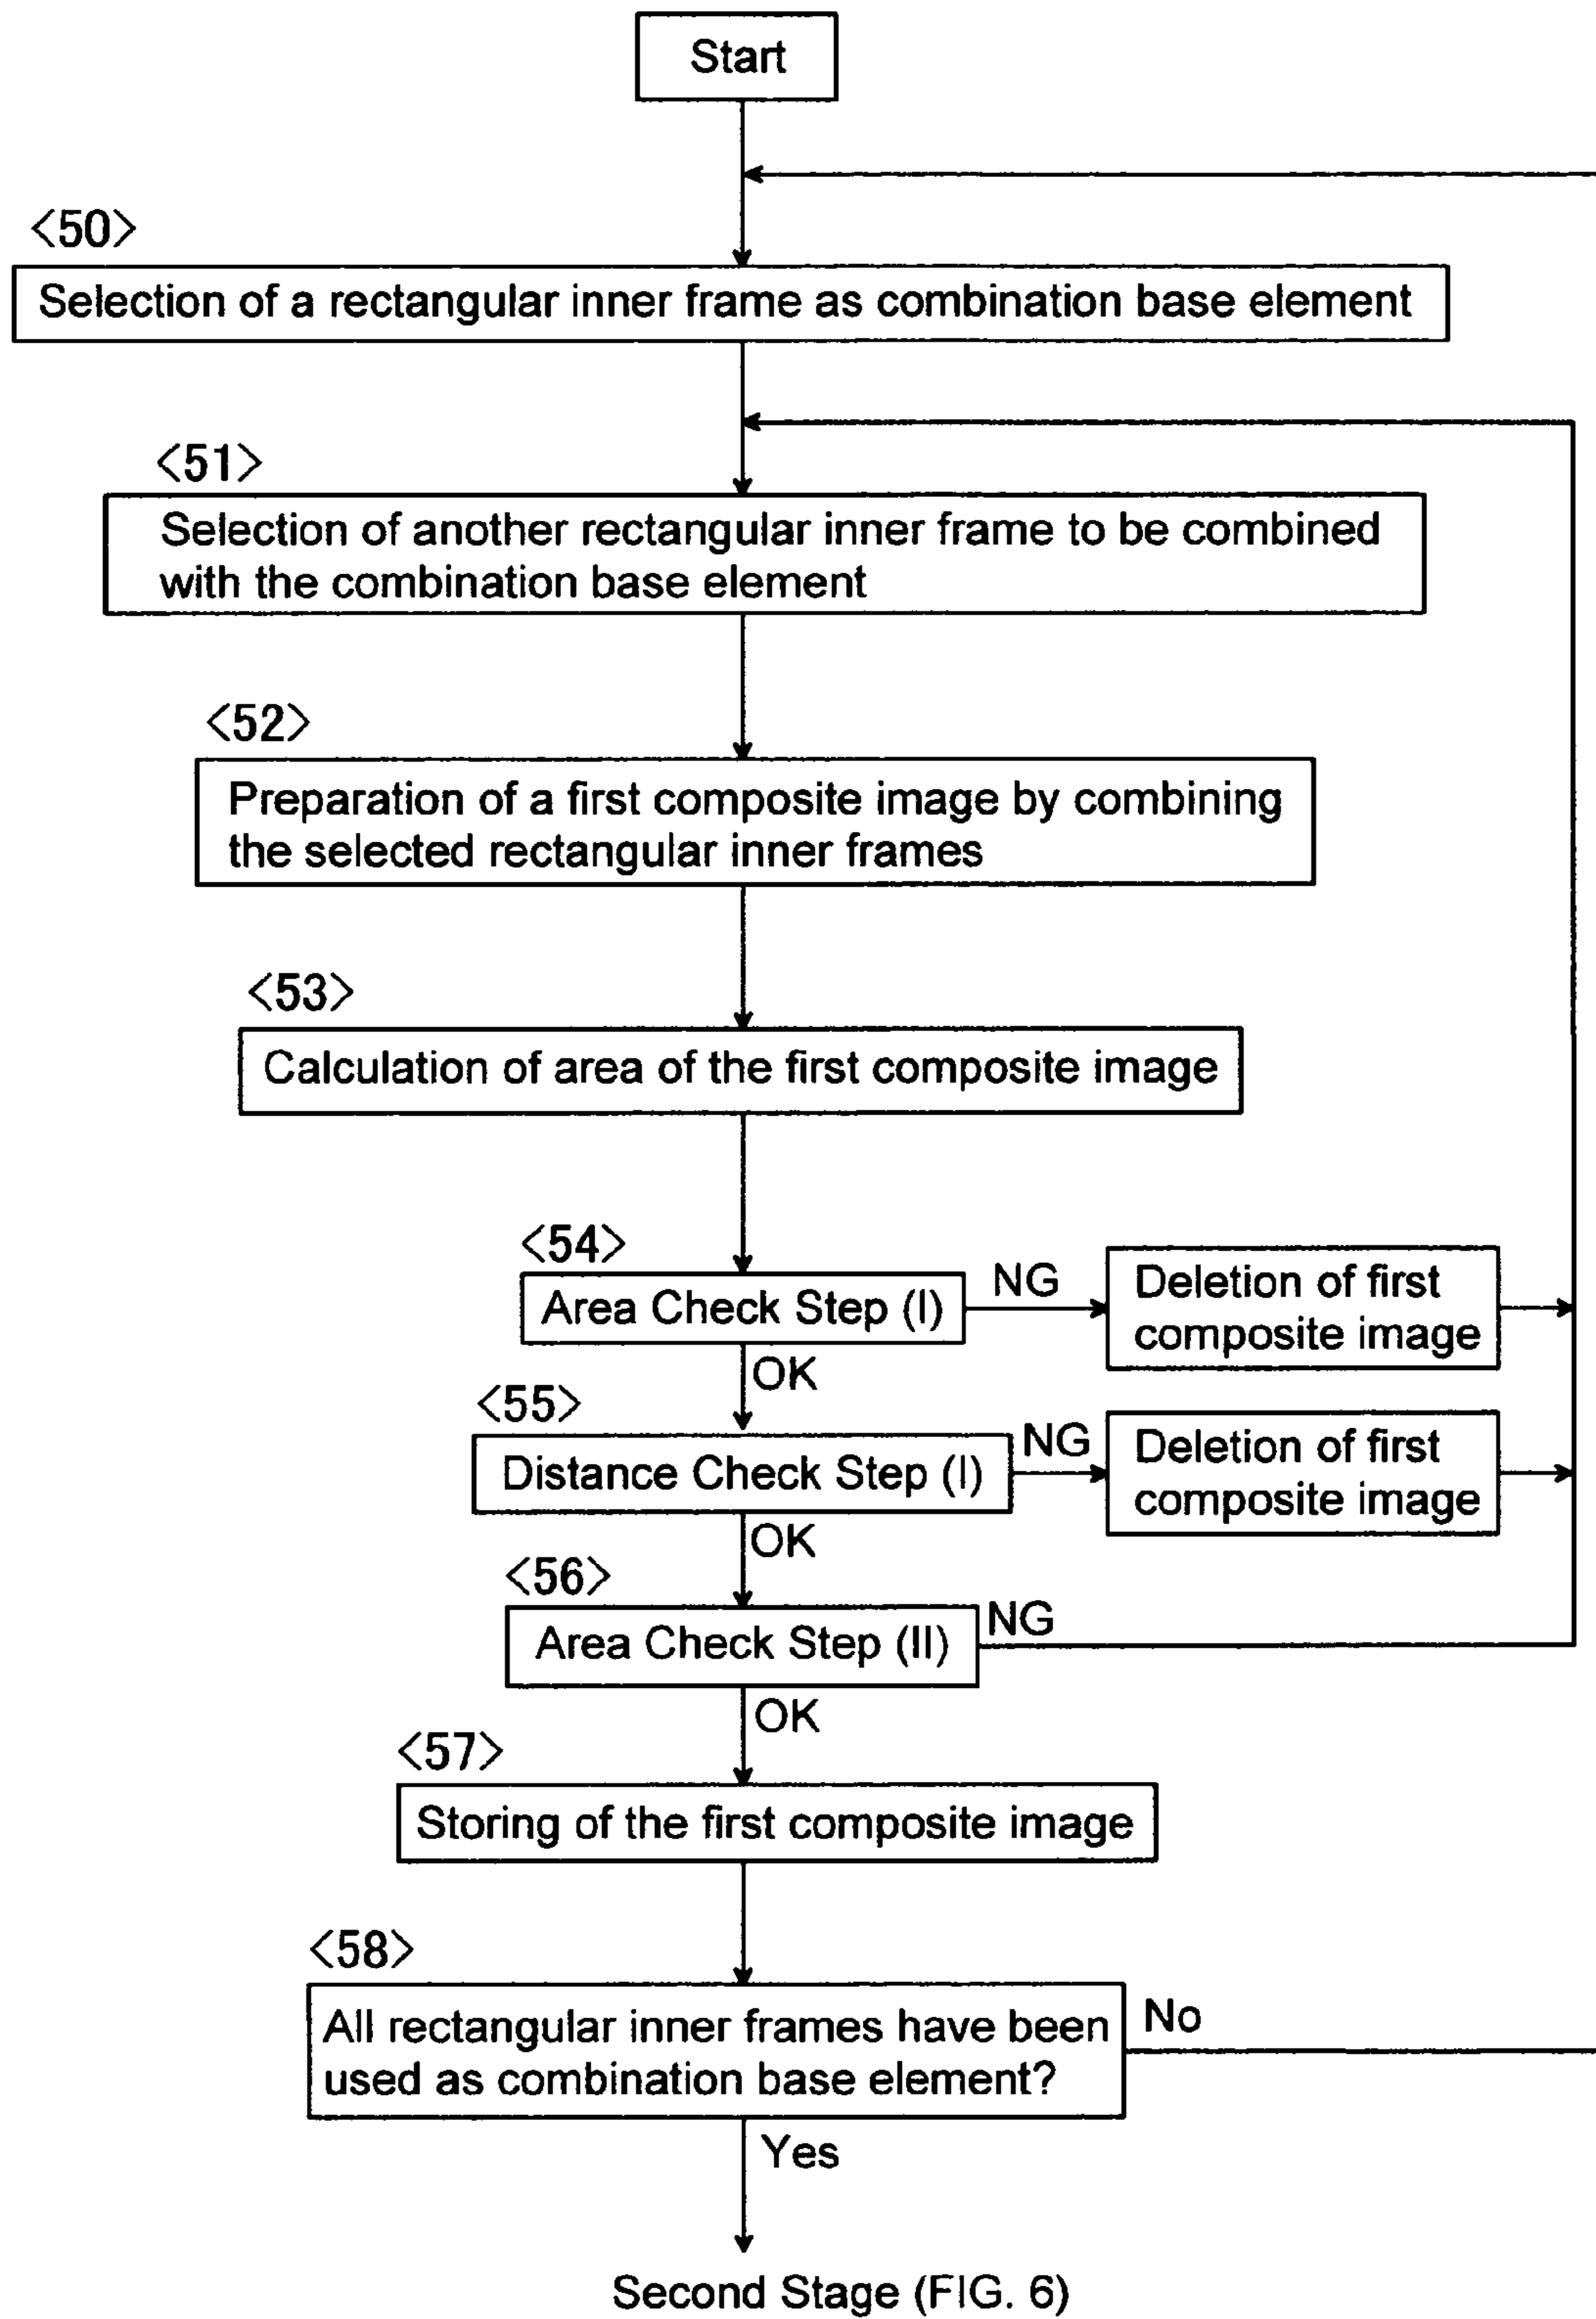 Start
<50>
Selection of a rectangular inner frame as combination base element
<51>
Selection of another rectangular inner frame to be combined
with the combination base element
<52>
Preparation of a first composite image by combining
the selected rectangular inner frames
<53>
Calculation of area of the first composite image
<54>
Area Check Step (I)
NG
Deletion of first
composite image
OK
<55>
Distance Check Step (I)
NG
Deletion of first
composite image
OK
<56>
Area Check Step (II)
NG
OK
<57>
Storing of the first composite image
<58>
All rectangular inner frames have been
used as combination base element?
No
Yes
Second Stage (FIG. 6)